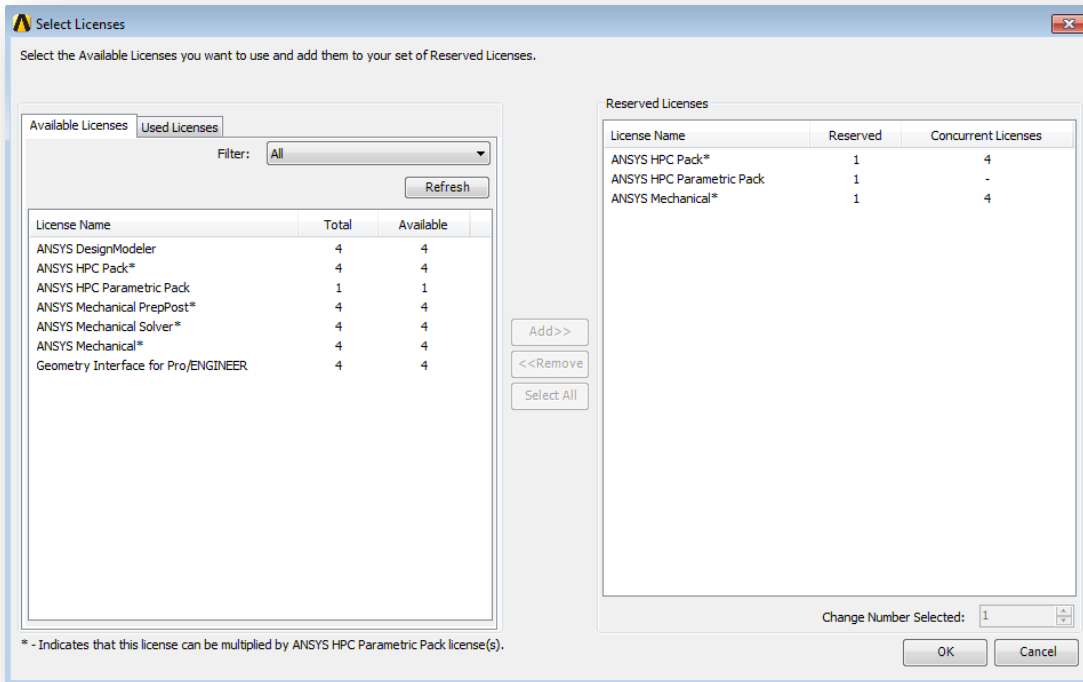 Select Licenses
Select the Available Licenses you want to use and add them to your set of Reserved Licenses.
Available Licenses
Used Licenses
Filter: All
Refresh
License Name Total Available
ANSYS DesignModeler 4 4
ANSYS HPC Pack* 4 4
ANSYS HPC Parametric Pack 1 1
ANSYS Mechanical PrepPost* 4 4
ANSYS Mechanical Solver* 4 4
ANSYS Mechanical* 4 4
Geometry Interface for Pro/ENGINEER 4 4
* - Indicates that this license can be multiplied by ANSYS HPC Parametric Pack license(s).
Add>>
<<Remove
Select All
Reserved Licenses
License Name Reserved Concurrent Licenses
ANSYS HPC Pack* 1 4
ANSYS HPC Parametric Pack 1 -
ANSYS Mechanical* 1 4
Change Number Selected: 1
OK
Cancel